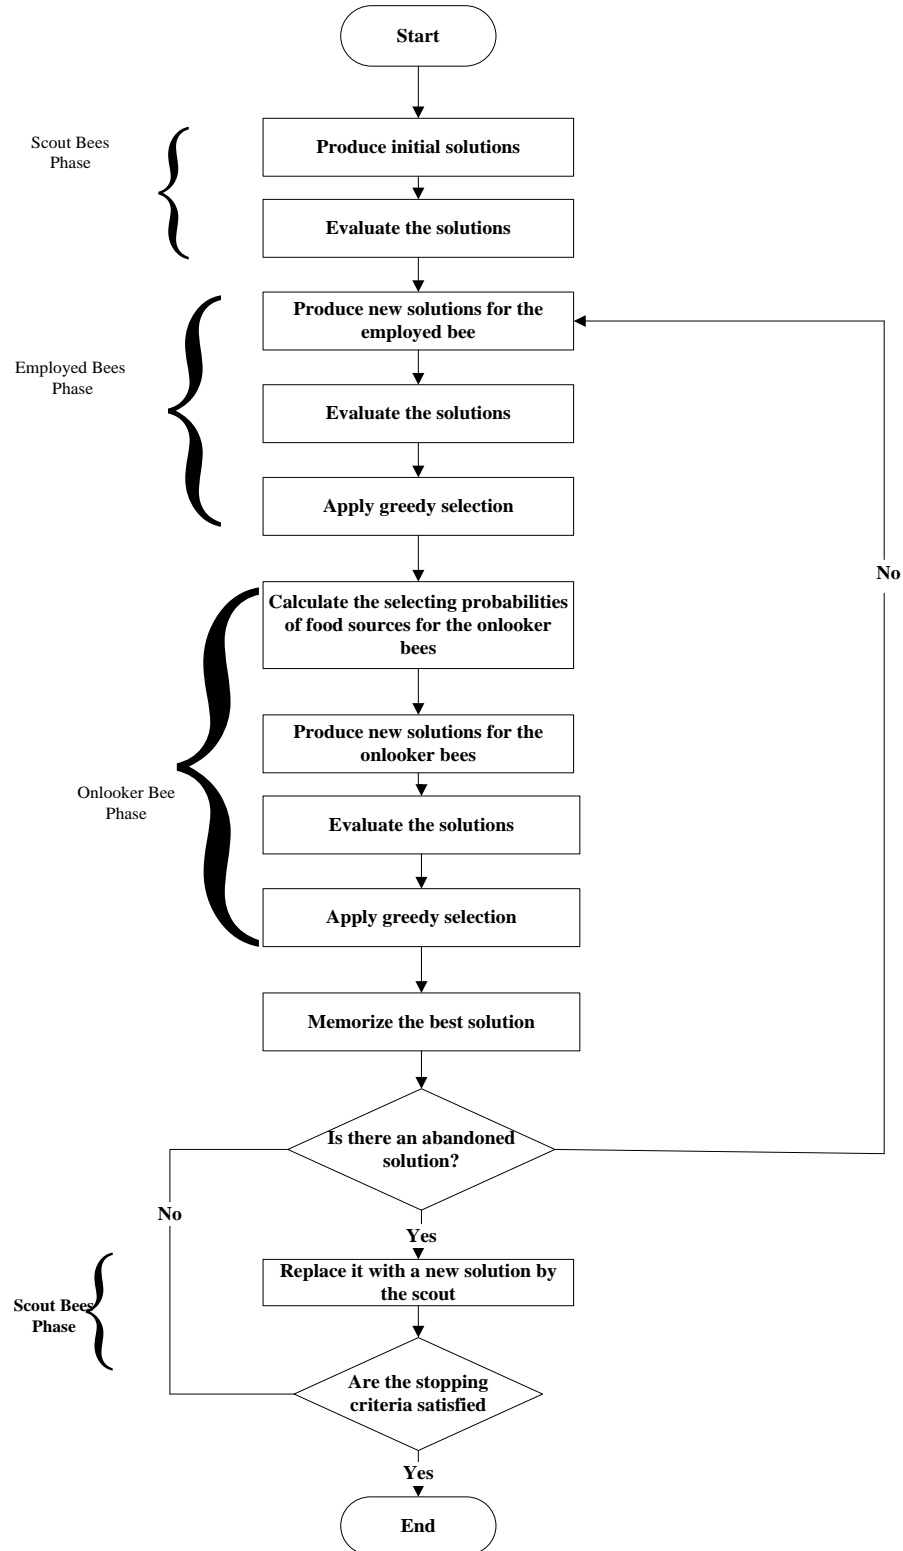 Start
Scout Bees
Phase
Produce initial solutions
Evaluate the solutions
Produce new solutions for the
employed bee
Employed Bees
Phase
Evaluate the solutions
Apply greedy selection
No
Calculate the selecting probabilities
of food sources for the onlooker
bees
Produce new solutions for the
onlooker bees
Onlooker Bee
Phase
Evaluate the solutions
Apply greedy selection
Memorize the best solution
Is there an abandoned
solution?
No
Yes
Replace it with a new solution by
the scout
Scout Bees
Phase
Are the stopping
criteria satisfied
Yes
End